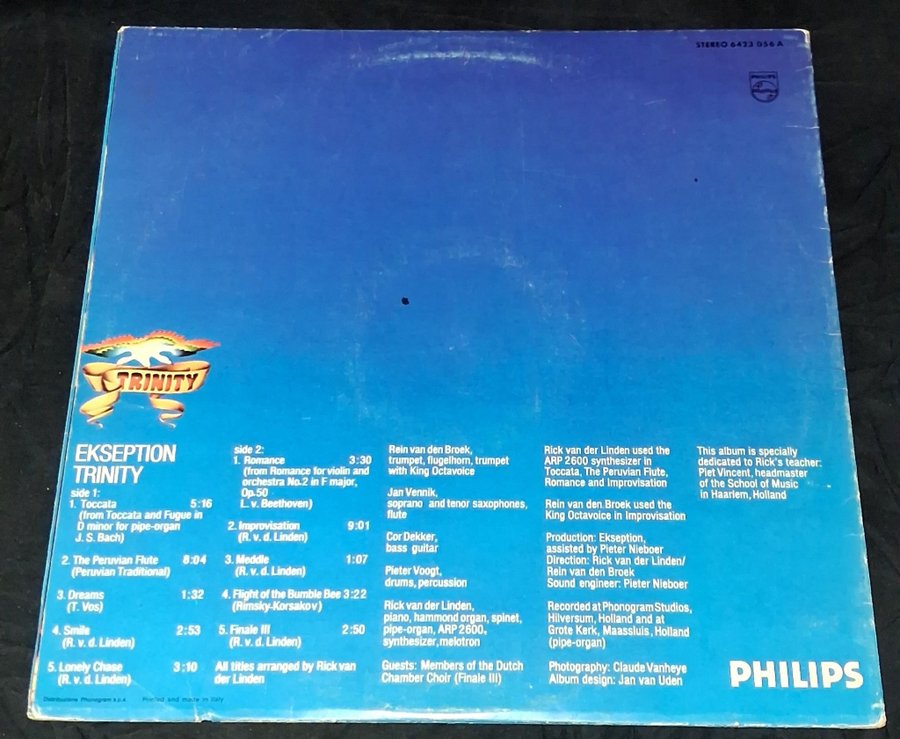 STEREO 6423 056 A
PHILIPS
TRINITY
EKSEPTION
TRINITY
side 1:
1. Toccata 5:16
(from Toccata and Fugue in
D minor for pipe-organ
J. S. Bach)
2. The Peruvian Flute 8:04
(Peruvian Traditional)
3. Dreams 1:32
(T. Vos)
4. Smile 2:53
(R. v. d. Linden)
5. Lonely Chase 3:10
(R. v. d. Linden)
side 2:
1. Romance 3:30
(from Romance for violin and
orchestra No.2 in F major,
Op.50
L. v. Beethoven)
2. Improvisation 9:01
(R. v. d. Linden)
3. Meddle 1:07
(R. v. d. Linden)
4. Flight of the Bumble Bee 3:22
(Rimsky-Korsakov)
5. Finale III 2:50
(R. v. d. Linden)
All titles arranged by Rick van
der Linden
Rein van den Broek,
trumpet, flugelhorn, trumpet
with King Octavoice
Jan Vennik,
soprano and tenor saxophones,
flute
Cor Dekker,
bass guitar
Pieter Voogt,
drums, percussion
Rick van der Linden,
piano, hammond organ, spinet,
pipe-organ, ARP 2600,
synthesizer, melotron
Guests: Members of the Dutch
Chamber Choir (Finale III)
Rick van der Linden used the
ARP 2600 synthesizer in
Toccata, The Peruvian Flute,
Romance and Improvisation
Rein van den Broek used the
King Octavoice in Improvisation
Production: Ekseption,
assisted by Pieter Nieboer
Direction: Rick van der Linden/
Rein van den Broek
Sound engineer: Pieter Nieboer
Recorded at Phonogram Studios,
Hilversum, Holland and at
Grote Kerk, Maassluis, Holland
(pipe-organ)
Photography: Claude Vanheye
Album design: Jan van Uden
This album is specially
dedicated to Rick's teacher:
Piet Vincent, headmaster
of the School of Music
in Haarlem, Holland
PHILIPS
Distribuzione Phonogram s.p.a. Printed and made in Italy